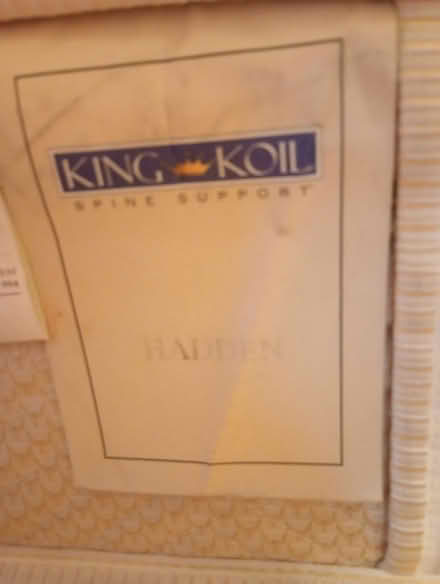 KING KOIL
SPINE SUPPORT
HADDEN